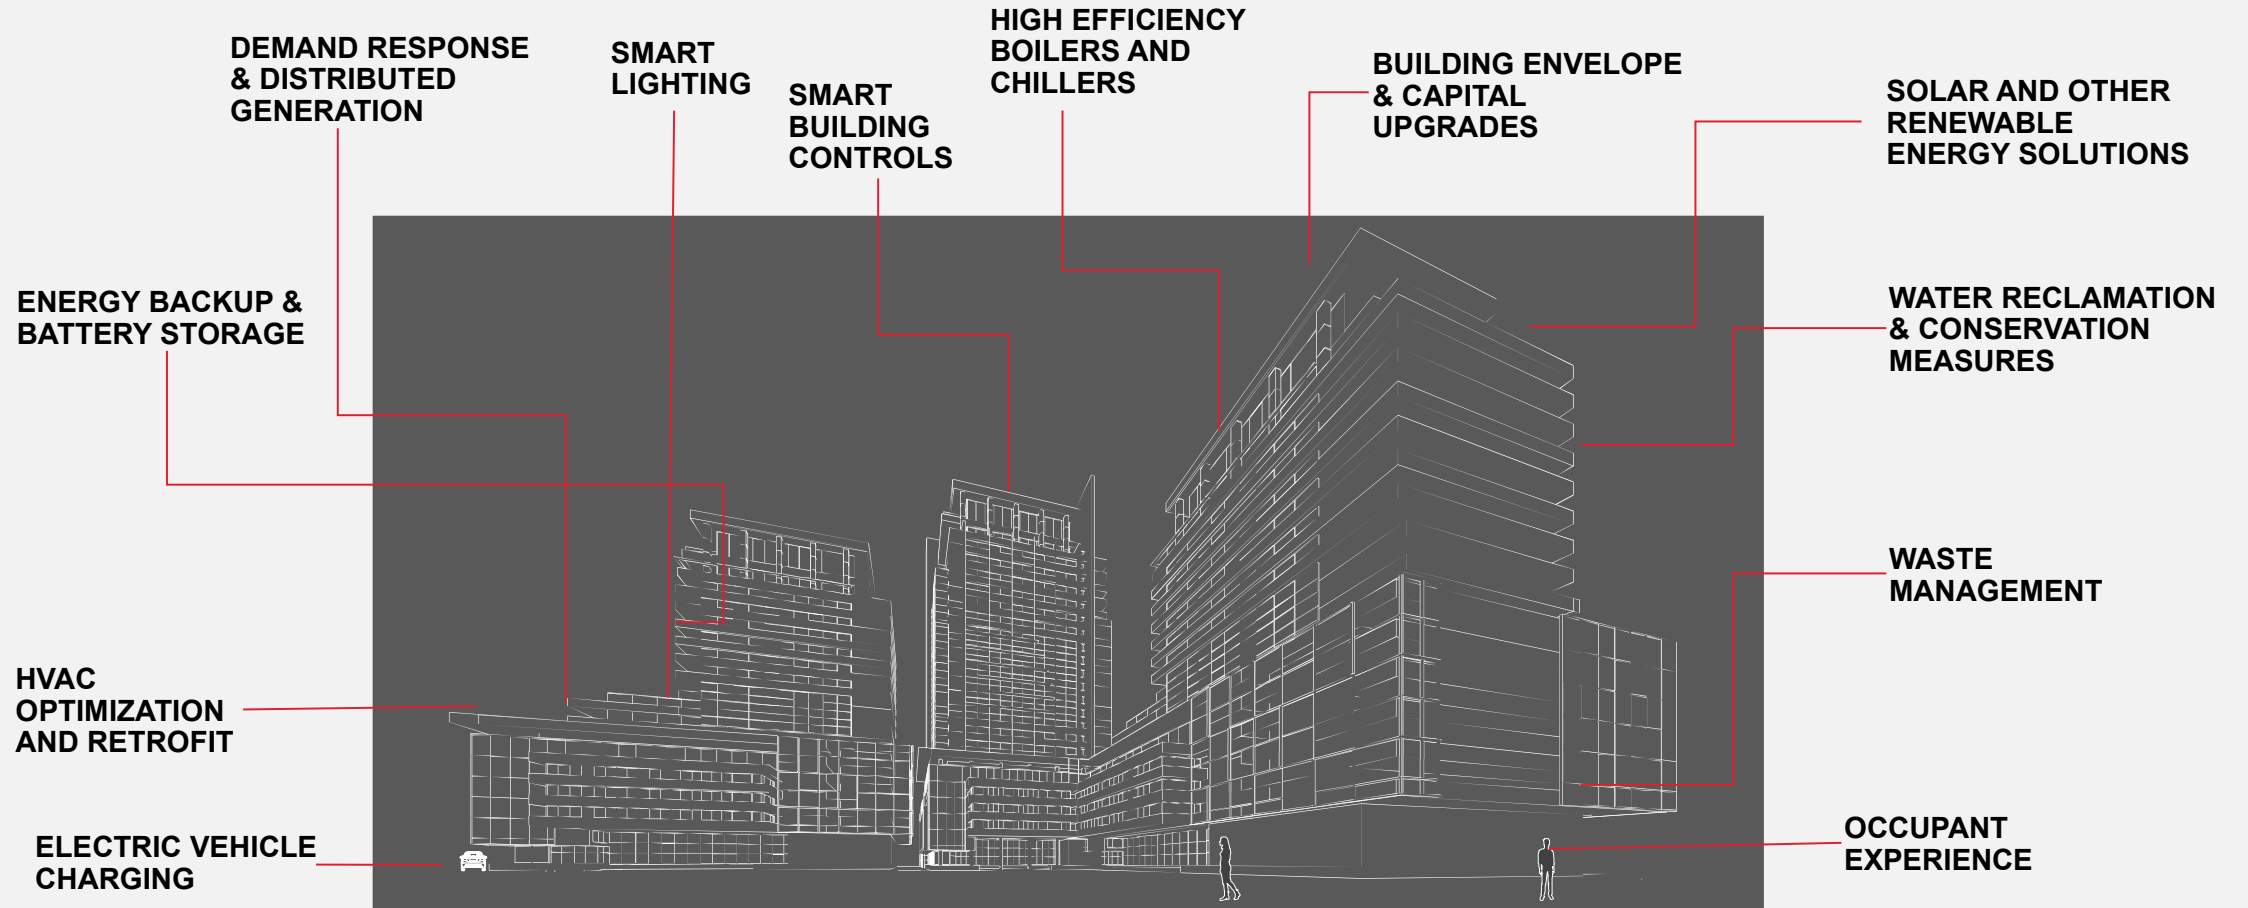 DEMAND RESPONSE
& DISTRIBUTED
GENERATION
SMART
LIGHTING
SMART
BUILDING
CONTROLS
HIGH EFFICIENCY
BOILERS AND
CHILLERS
BUILDING ENVELOPE
& CAPITAL
UPGRADES
SOLAR AND OTHER
RENEWABLE
ENERGY SOLUTIONS
ENERGY BACKUP &
BATTERY STORAGE
WATER RECLAMATION
& CONSERVATION
MEASURES
WASTE
MANAGEMENT
HVAC
OPTIMIZATION
AND RETROFIT
ELECTRIC VEHICLE
CHARGING
OCCUPANT
EXPERIENCE